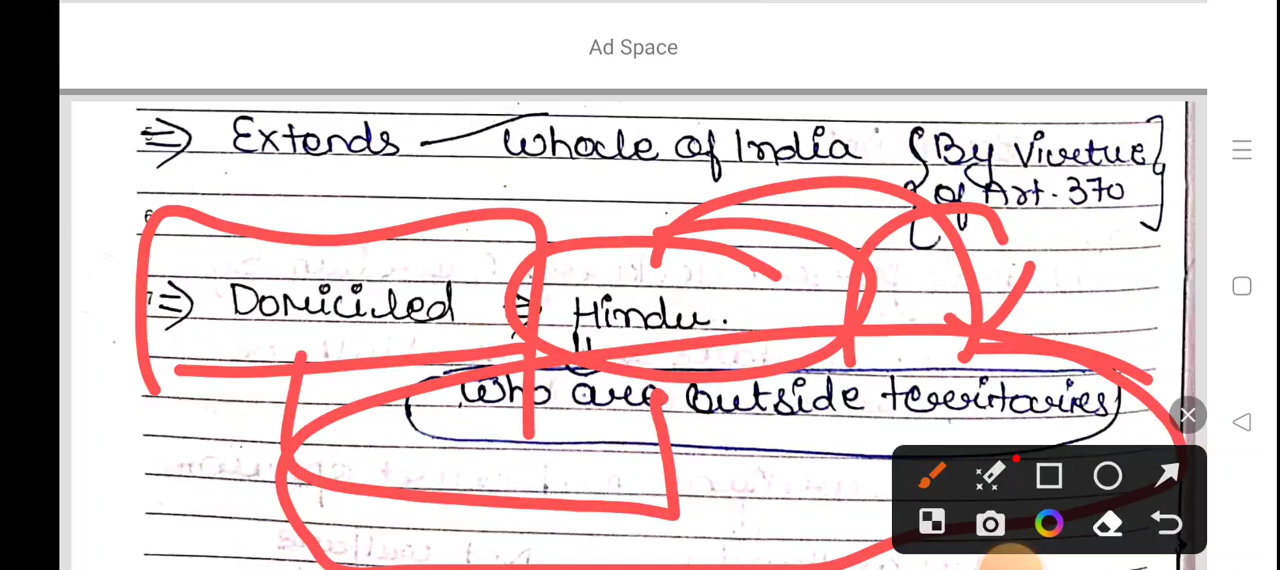 Ad Space
⇒ Extends — Whole of India {By Virtue
of Art. 370}
⇒ Domiciled ⇒ Hindu.
Who are outside territories